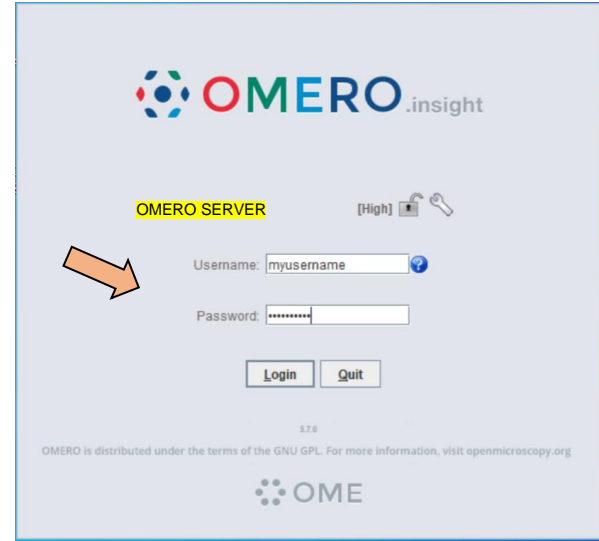 OMERO.insight
OMERO SERVER [High]
Username: myusername
Password: ••••••••••
Login Quit
5.7.0
OMERO is distributed under the terms of the GNU GPL. For more information, visit openmicroscopy.org
OME